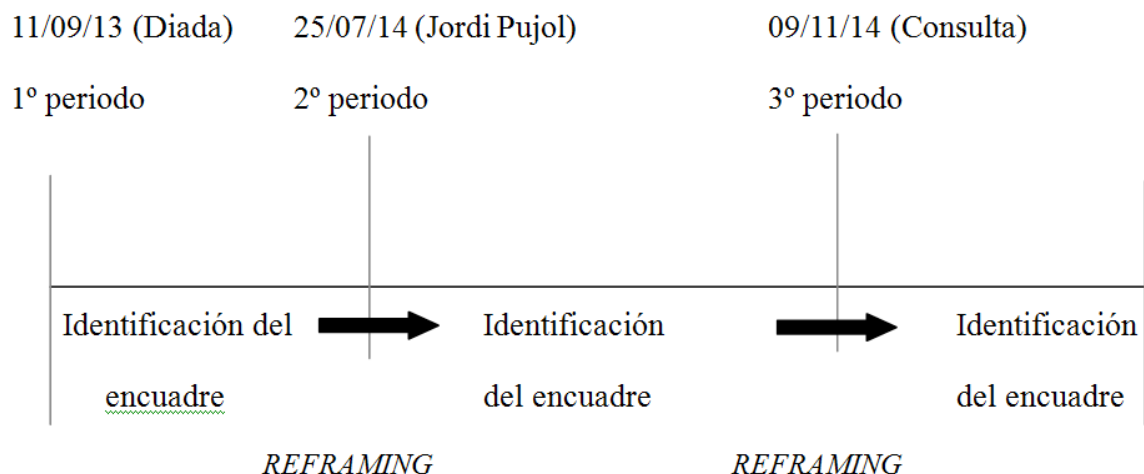 11/09/13 (Diada) 25/07/14 (Jordi Pujol) 09/11/14 (Consulta)
1º periodo 2º periodo 3º periodo
Identificación del Identificación Identificación
encuadre del encuadre del encuadre
REFRAMING REFRAMING